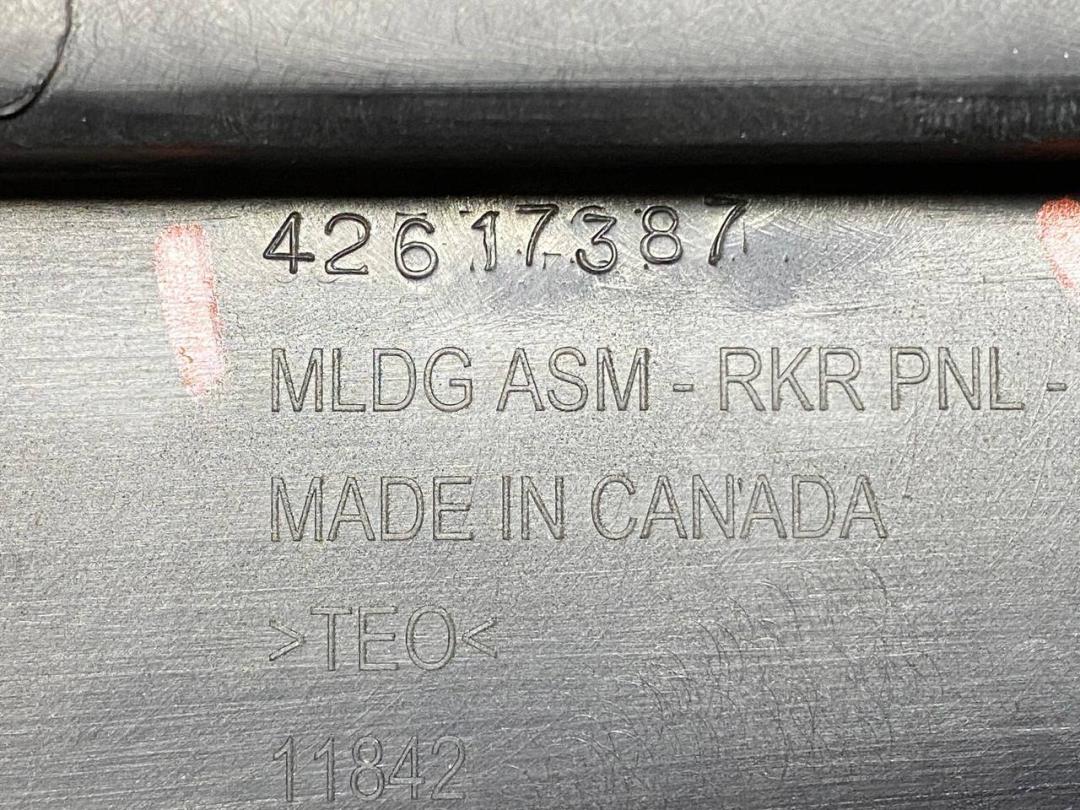 42617387
MLDG ASM - RKR PNL -
MADE IN CANADA
>TEO<
11842